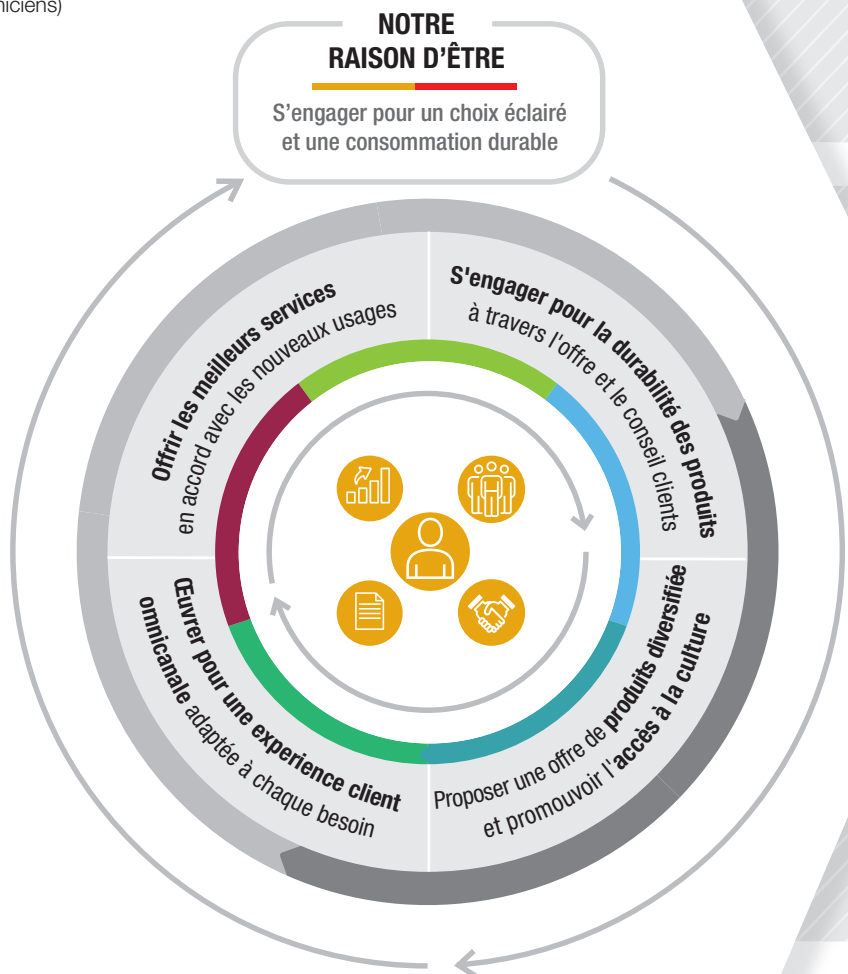 niciens)
NOTRE
RAISON D'ÊTRE
S'engager pour un choix éclairé
et une consommation durable
Offrir les meilleurs services
en accord avec les nouveaux usages
S'engager pour la durabilité des produits
à travers l'offre et le conseil clients
Œuvrer pour une experience client
omnicanale adaptée à chaque besoin
Proposer une offre de produits diversifiée
et promouvoir l'accès à la culture